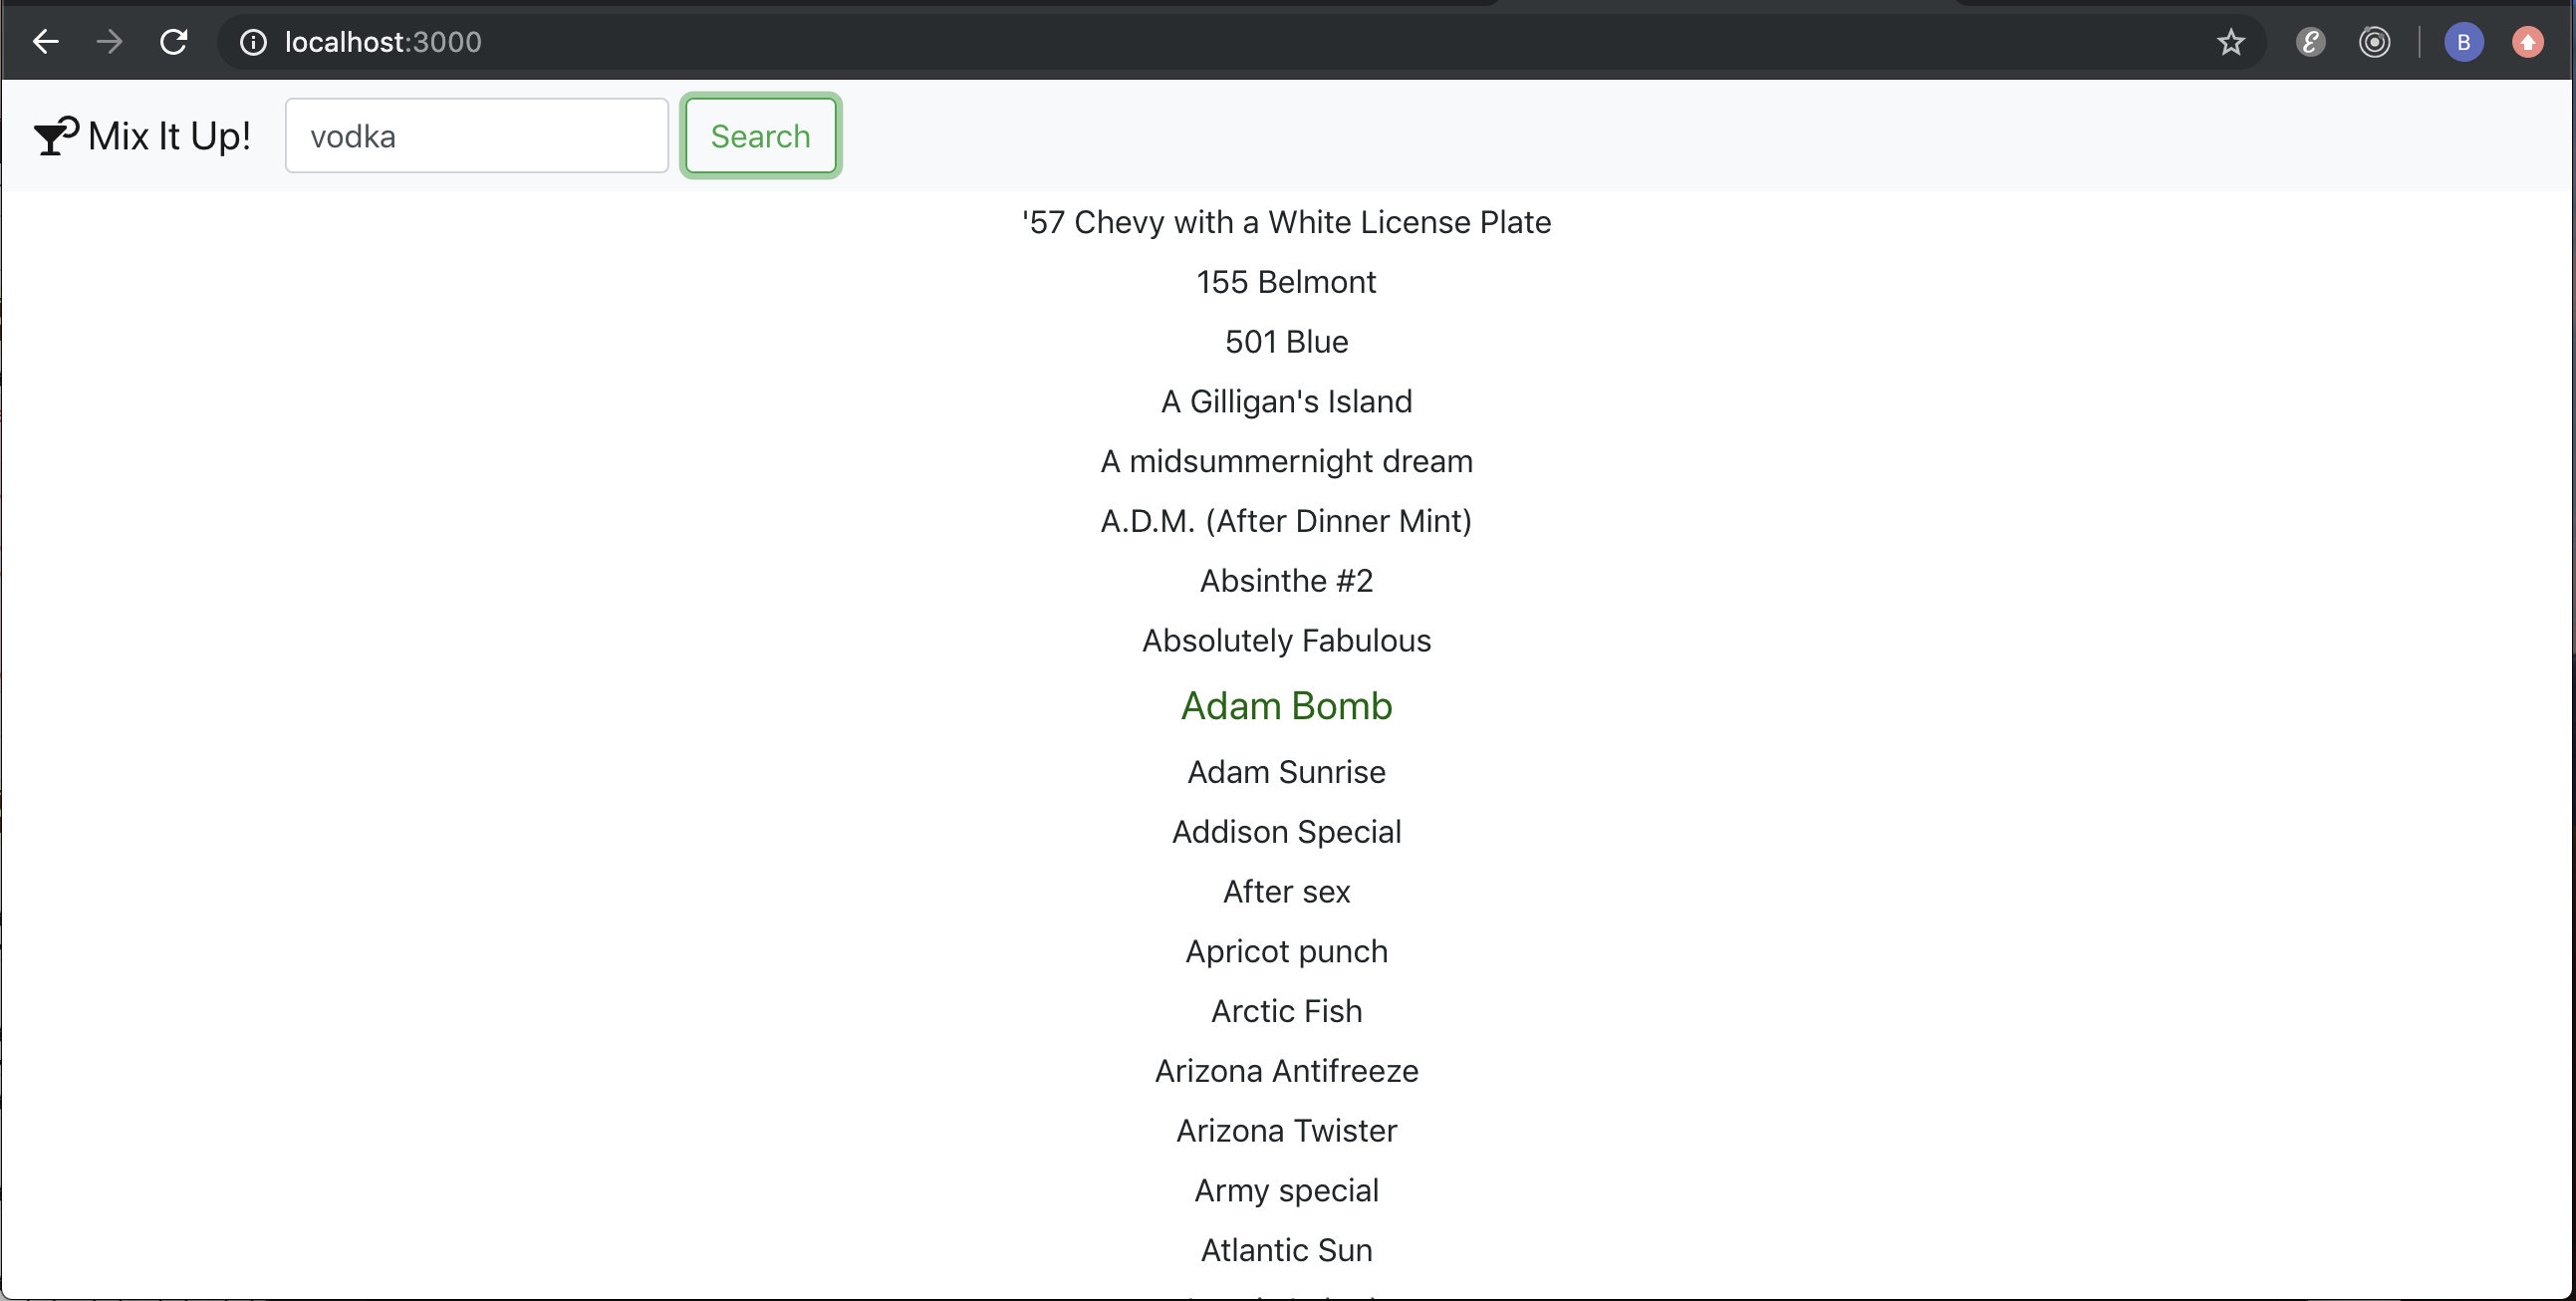 localhost:3000
B
Mix It Up!
vodka
Search
'57 Chevy with a White License Plate
155 Belmont
501 Blue
A Gilligan's Island
A midsummernight dream
A.D.M. (After Dinner Mint)
Absinthe #2
Absolutely Fabulous
Adam Bomb
Adam Sunrise
Addison Special
After sex
Apricot punch
Arctic Fish
Arizona Antifreeze
Arizona Twister
Army special
Atlantic Sun